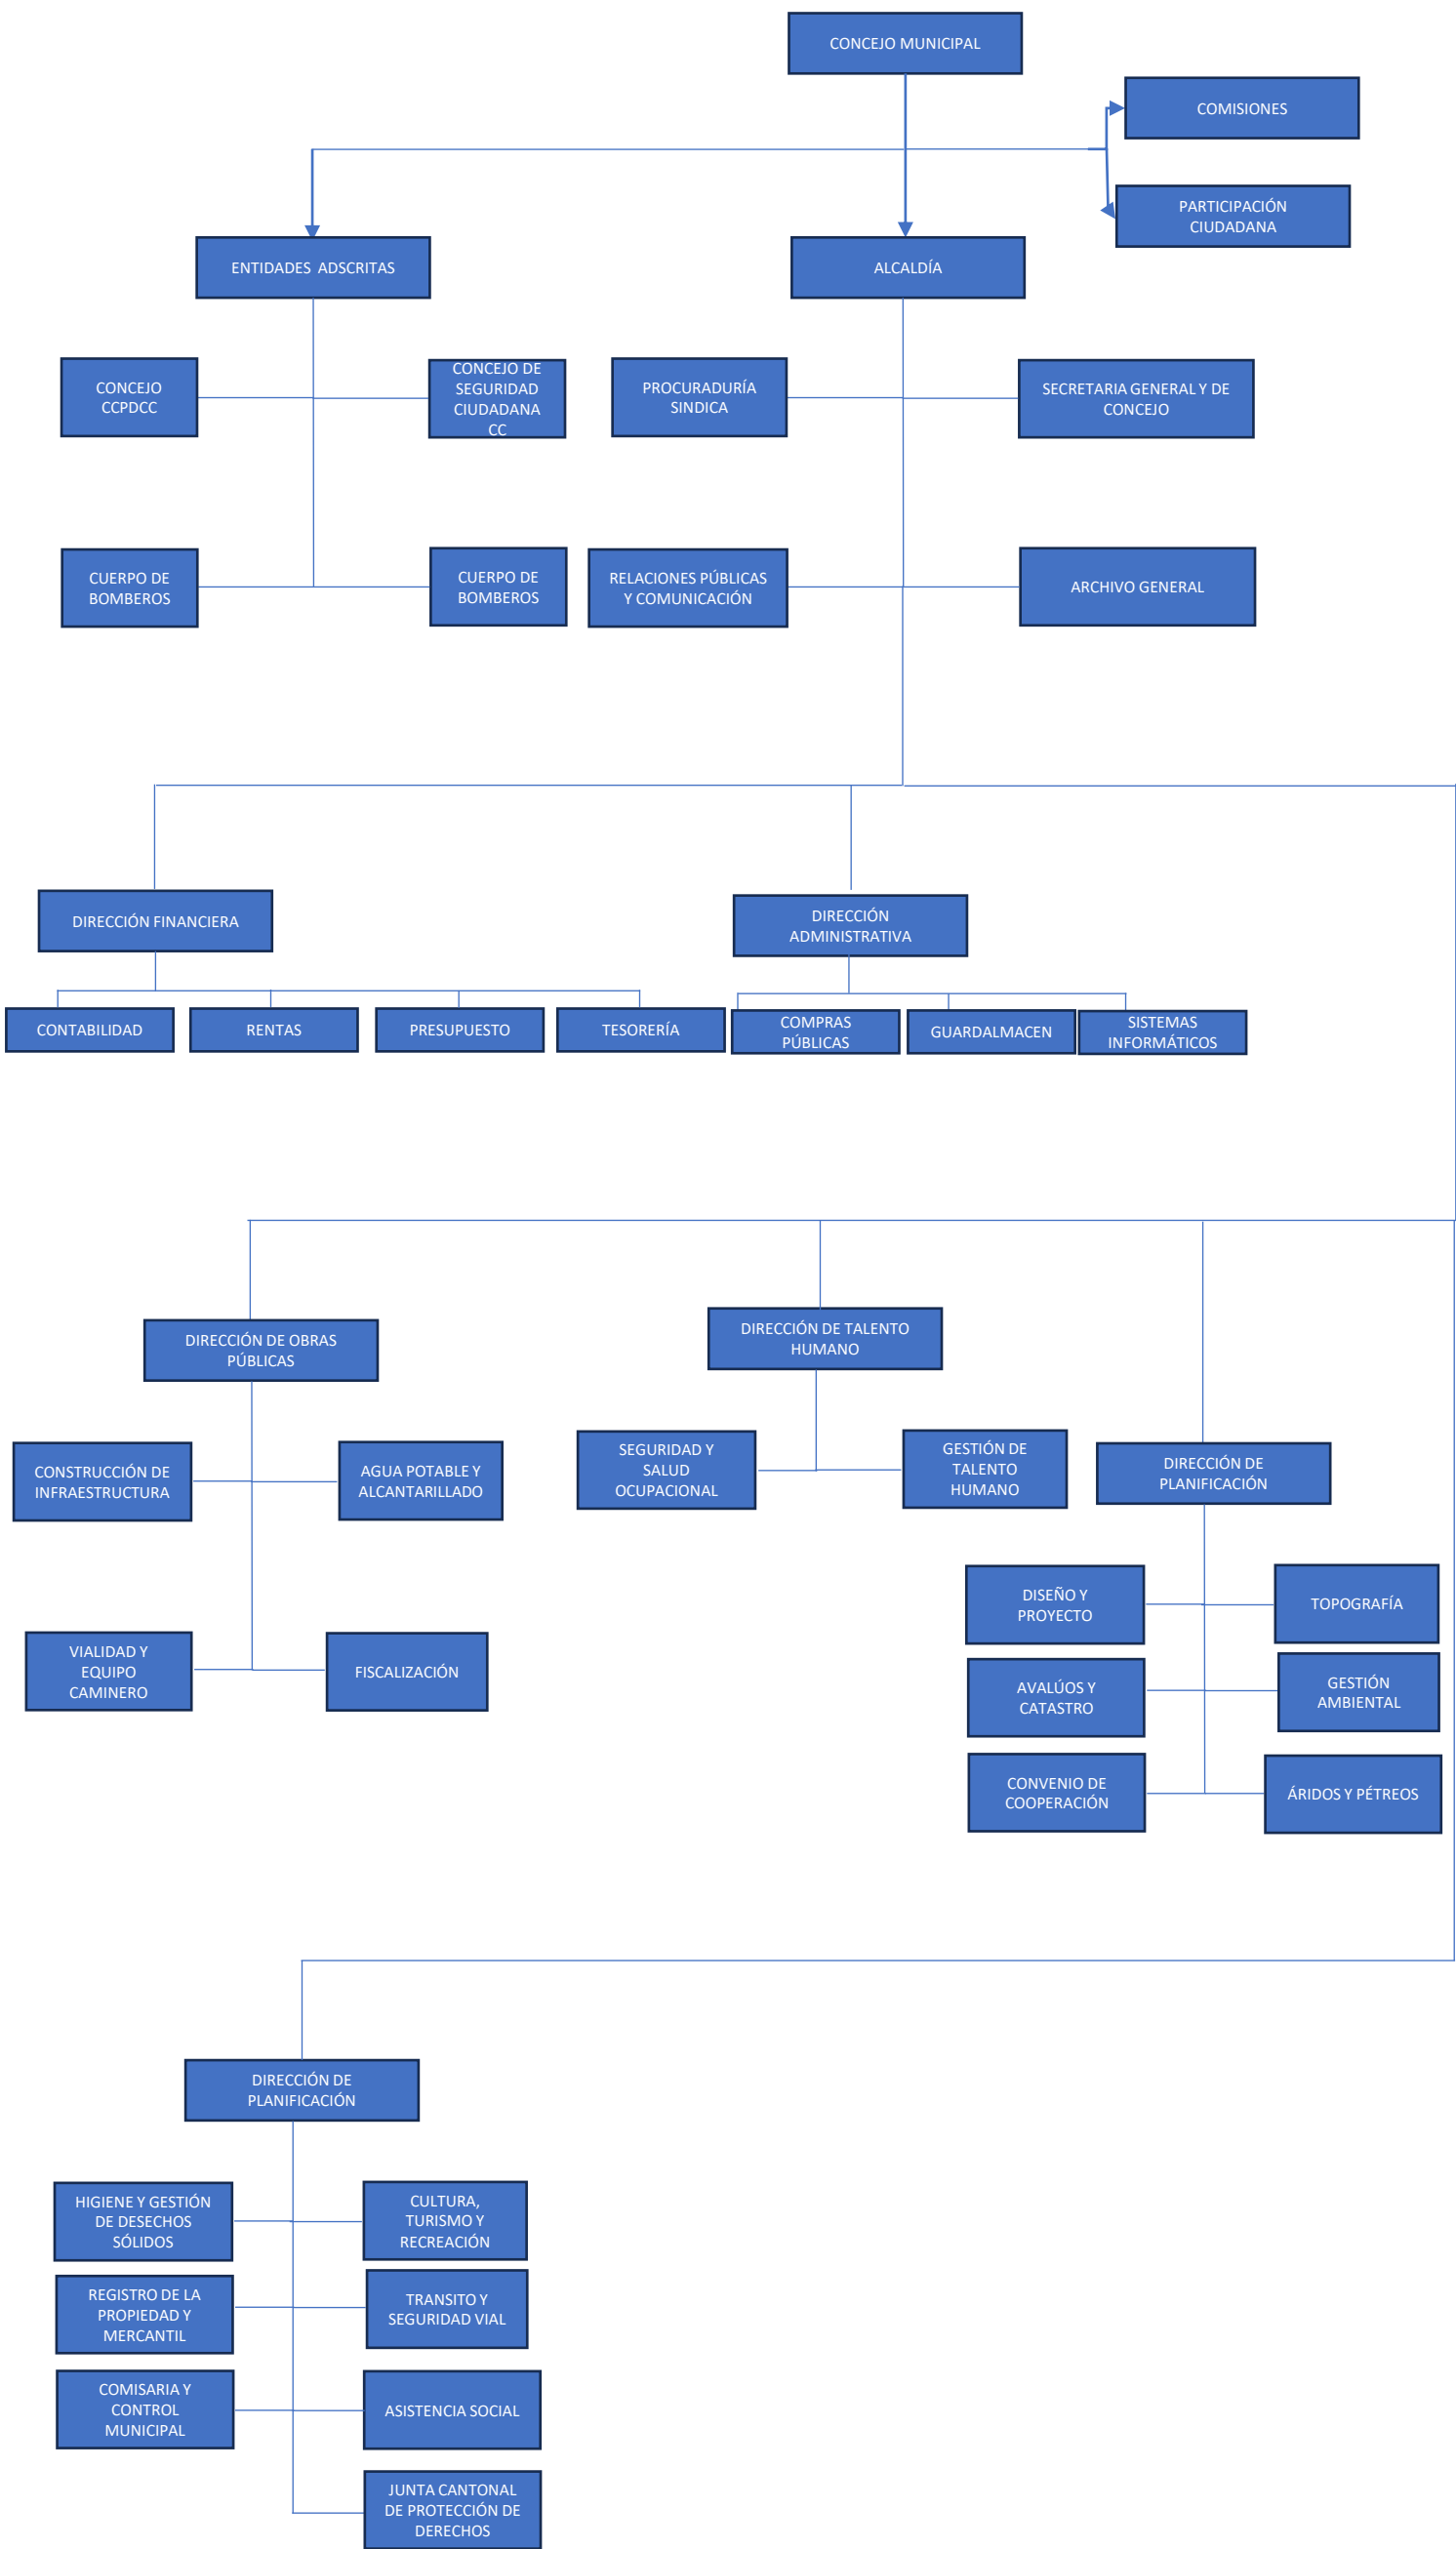 CONCEJO MUNICIPAL
COMISIONES
PARTICIPACIÓN
CIUDADANA
ENTIDADES ADSCRITAS
ALCALDÍA
CONCEJO
CCPDCC
CONCEJO DE
SEGURIDAD
CIUDADANA
CC
PROCURADURÍA
SINDICA
SECRETARIA GENERAL Y DE
CONCEJO
CUERPO DE
BOMBEROS
CUERPO DE
BOMBEROS
RELACIONES PÚBLICAS
Y COMUNICACIÓN
ARCHIVO GENERAL
DIRECCIÓN FINANCIERA
DIRECCIÓN
ADMINISTRATIVA
CONTABILIDAD
RENTAS
PRESUPUESTO
TESORERÍA
COMPRAS
PÚBLICAS
GUARDALMACEN
SISTEMAS
INFORMÁTICOS
DIRECCIÓN DE OBRAS
PÚBLICAS
DIRECCIÓN DE TALENTO
HUMANO
CONSTRUCCIÓN DE
INFRAESTRUCTURA
AGUA POTABLE Y
ALCANTARILLADO
SEGURIDAD Y
SALUD
OCUPACIONAL
GESTIÓN DE
TALENTO
HUMANO
DIRECCIÓN DE
PLANIFICACIÓN
VIALIDAD Y
EQUIPO
CAMINERO
FISCALIZACIÓN
DISEÑO Y
PROYECTO
TOPOGRAFÍA
AVALÚOS Y
CATASTRO
GESTIÓN
AMBIENTAL
CONVENIO DE
COOPERACIÓN
ÁRIDOS Y PÉTREOS
DIRECCIÓN DE
PLANIFICACIÓN
HIGIENE Y GESTIÓN
DE DESECHOS
SÓLIDOS
CULTURA,
TURISMO Y
RECREACIÓN
REGISTRO DE LA
PROPIEDAD Y
MERCANTIL
TRANSITO Y
SEGURIDAD VIAL
COMISARIA Y
CONTROL
MUNICIPAL
ASISTENCIA SOCIAL
JUNTA CANTONAL
DE PROTECCIÓN DE
DERECHOS